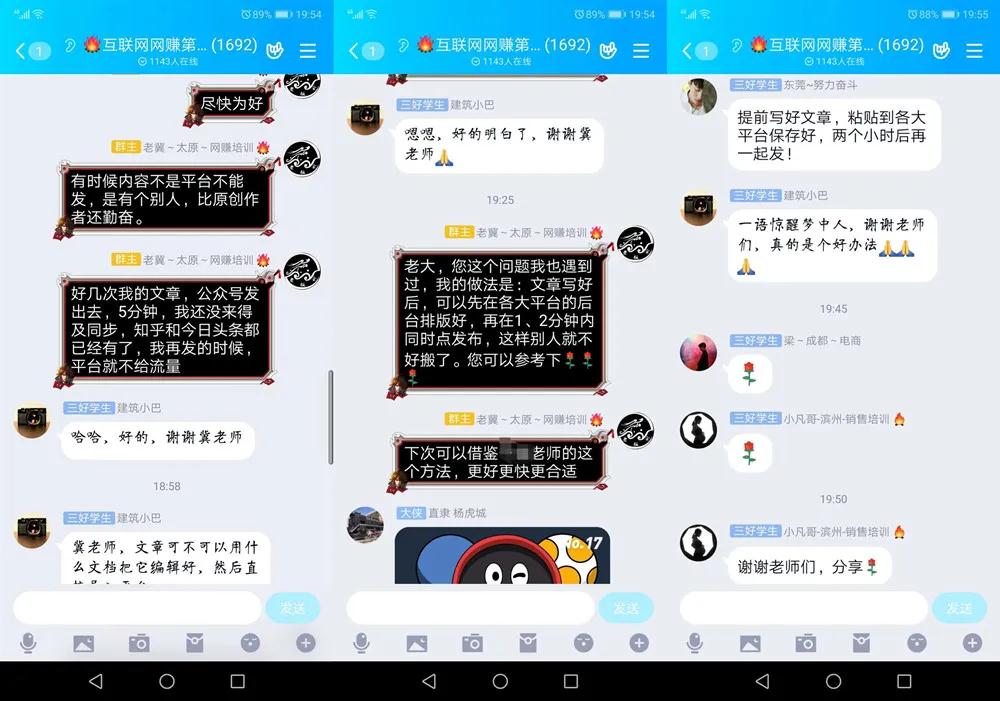 89% 19:54
1
互联网网赚第... (1692)
1143人在线
尽快为好
群主 老冀~太原~网赚培训
有时候内容不是平台不能
发，是有个别人，比原创作
者还勤奋。
群主 老冀~太原~网赚培训
好几次我的文章，公众号发
出去，5分钟，我还没来得
及同步，知乎和今日头条都
已经有了，我再发的时候，
平台就不给流量
三好学生 建筑小巴
哈哈，好的，谢谢冀老师
18:58
三好学生 建筑小巴
冀老师，文章可不可以用什
么文档把它编辑好，然后直
发送
89% 19:54
1
互联网网赚第... (1692)
1143人在线
三好学生 建筑小巴
嗯嗯，好的明白了，谢谢冀
老师🙏
19:25
群主 老冀~太原~网赚培训
老大，您这个问题我也遇到
过，我的做法是：文章写好
后，可以先在各大平台的后
台排版好，再在1、2分钟内
同时点发布，这样别人就不
好搬了。您可以参考下🌹🌹
🌹
群主 老冀~太原~网赚培训
下次可以借鉴 老师的这
个方法，更好更快更合适
大侠 直隶 杨虎城
No.17
发送
88% 19:55
1
互联网网赚第... (1692)
1143人在线
三好学生 东莞~努力奋斗
提前写好文章，粘贴到各大
平台保存好，两个小时后再
一起发！
三好学生 建筑小巴
一语惊醒梦中人，谢谢老师
们，真的是个好办法🙏🙏
🙏
19:45
三好学生 梁~成都~电商
🌹
三好学生 小凡哥-滨州-销售培训
🌹
19:50
三好学生 小凡哥-滨州-销售培训
谢谢老师们，分享🌹
发送